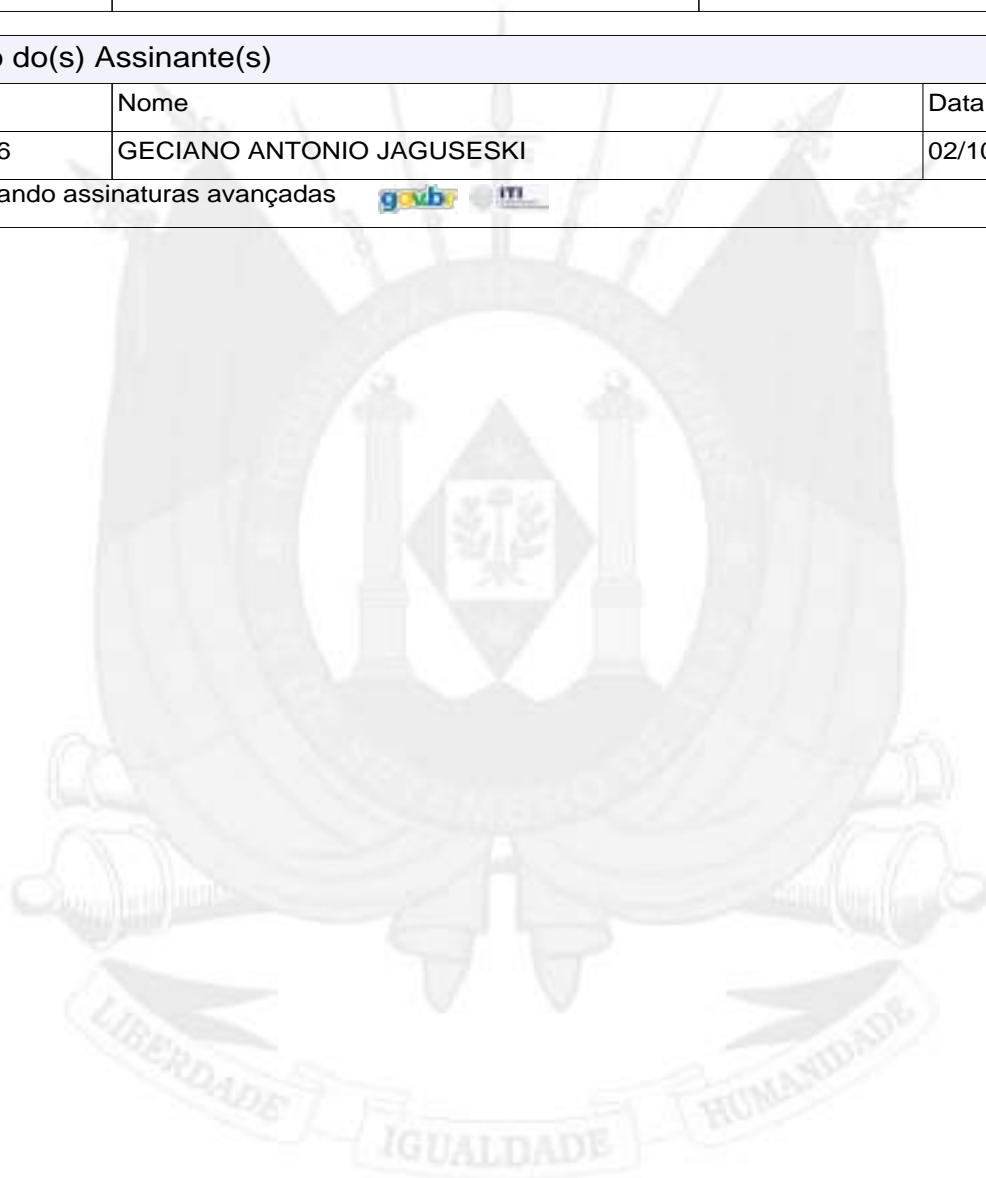 o do(s) Assinante(s)
Nome
Data
6
GECIANO ANTONIO JAGUSESKI
02/10
ando assinaturas avançadas gov.br ITI
LIBERDADE
IGUALDADE
HUMANIDADE